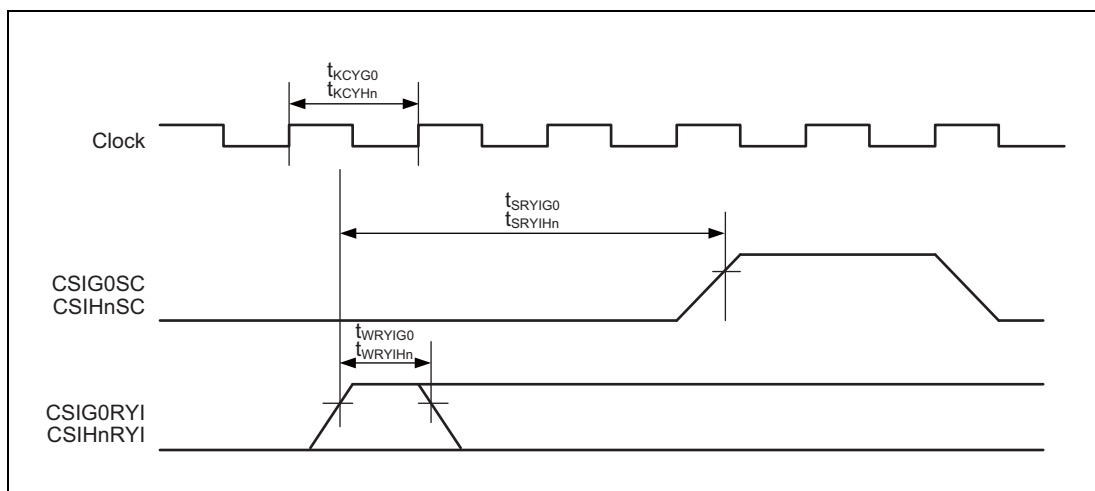 tKCYG0
tKCYHn
Clock
tSRYIG0
tSRYIHn
CSIG0SC
CSIHnSC
tWRYIG0
tWRYIHn
CSIG0RYI
CSIHnRYI